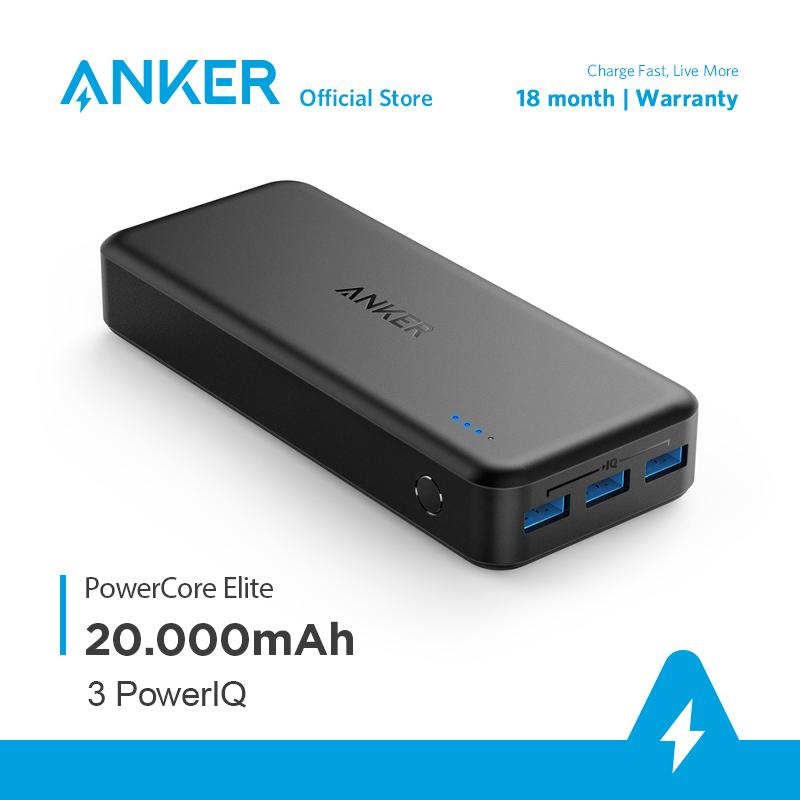 ANKER Official Store
Charge Fast, Live More
18 month | Warranty
ANKER
IQ
PowerCore Elite
20.000mAh
3 PowerIQ